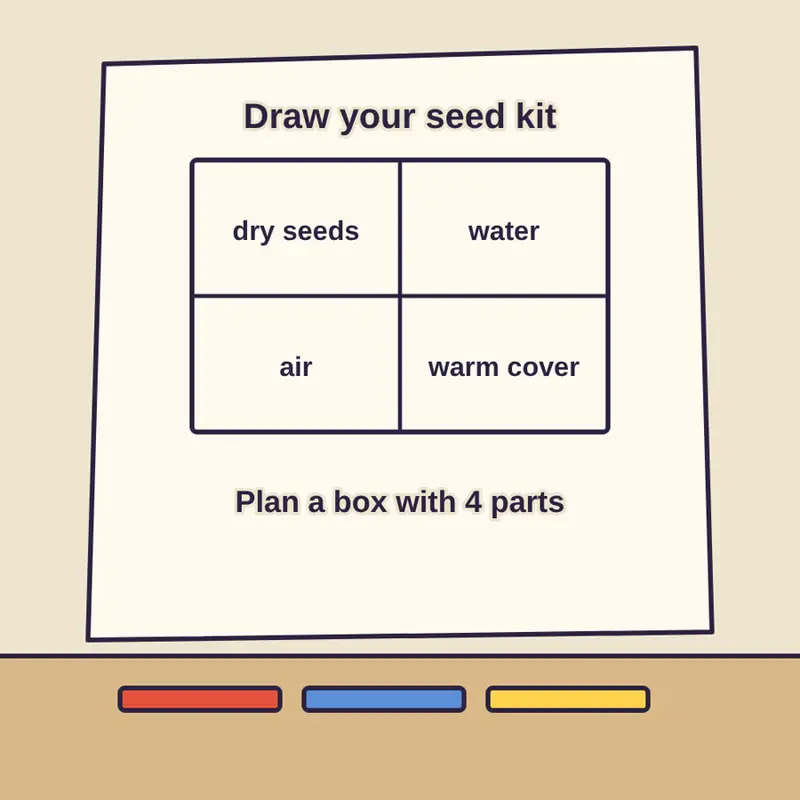 Draw your seed kit
dry seeds
water
air
warm cover
Plan a box with 4 parts